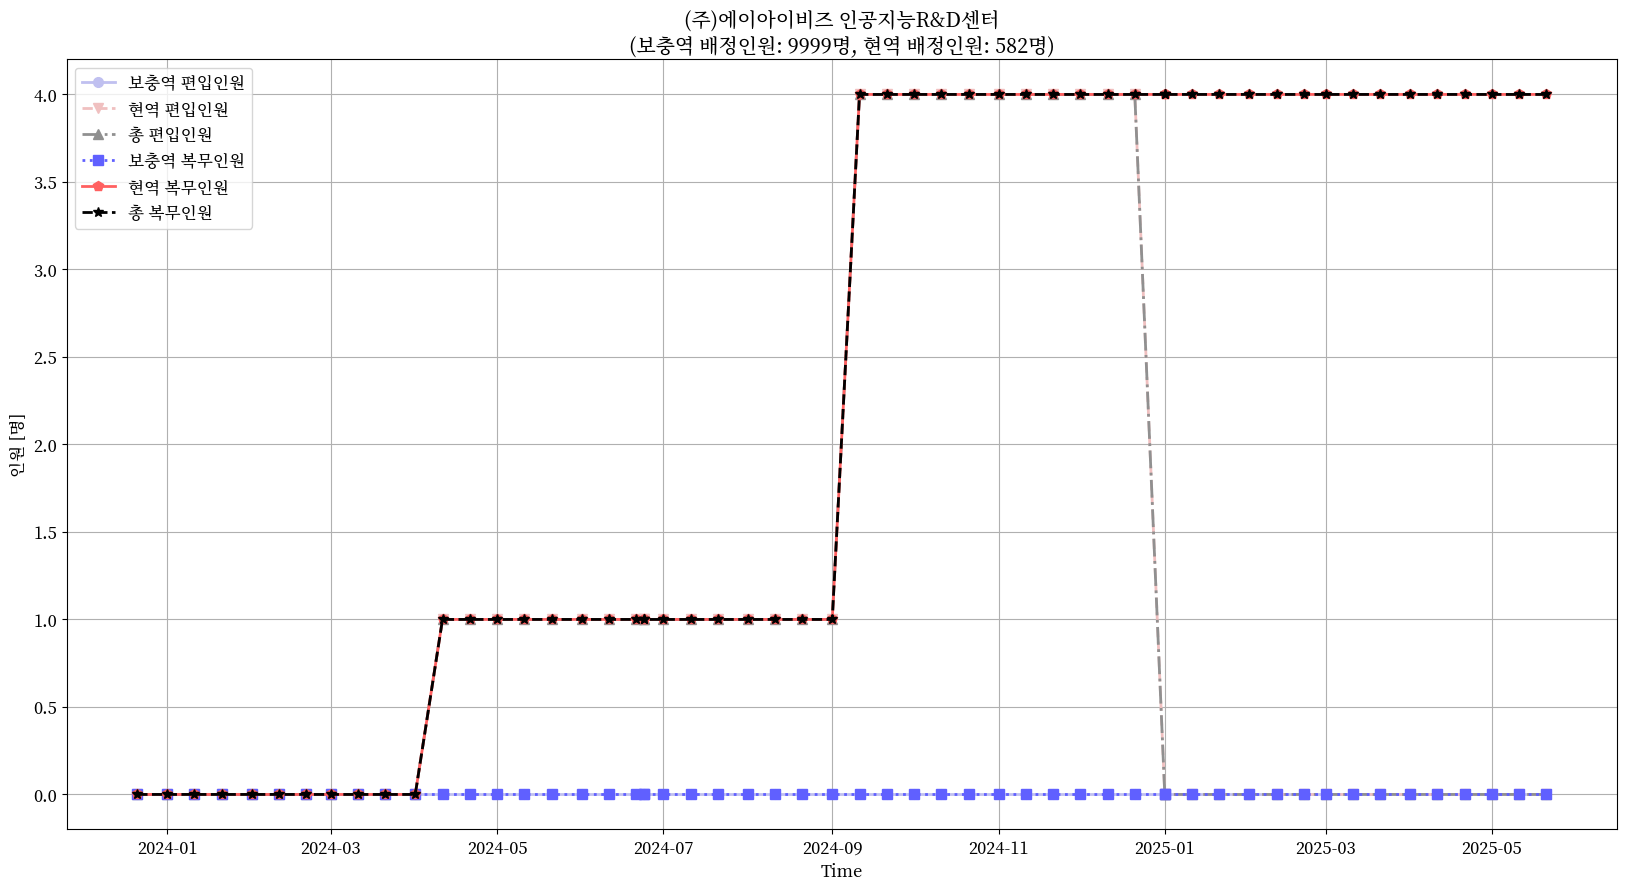 (주)에이아이비즈 인공지능R&D센터
(보충역 배정인원: 9999명, 현역 배정인원: 582명)
보충역 편입인원
현역 편입인원
총 편입인원
보충역 복무인원
현역 복무인원
총 복무인원
4.0
3.5
3.0
2.5
2.0
1.5
1.0
0.5
0.0
인원 [명]
2024-01
2024-03
2024-05
2024-07
2024-09
2024-11
2025-01
2025-03
2025-05
Time